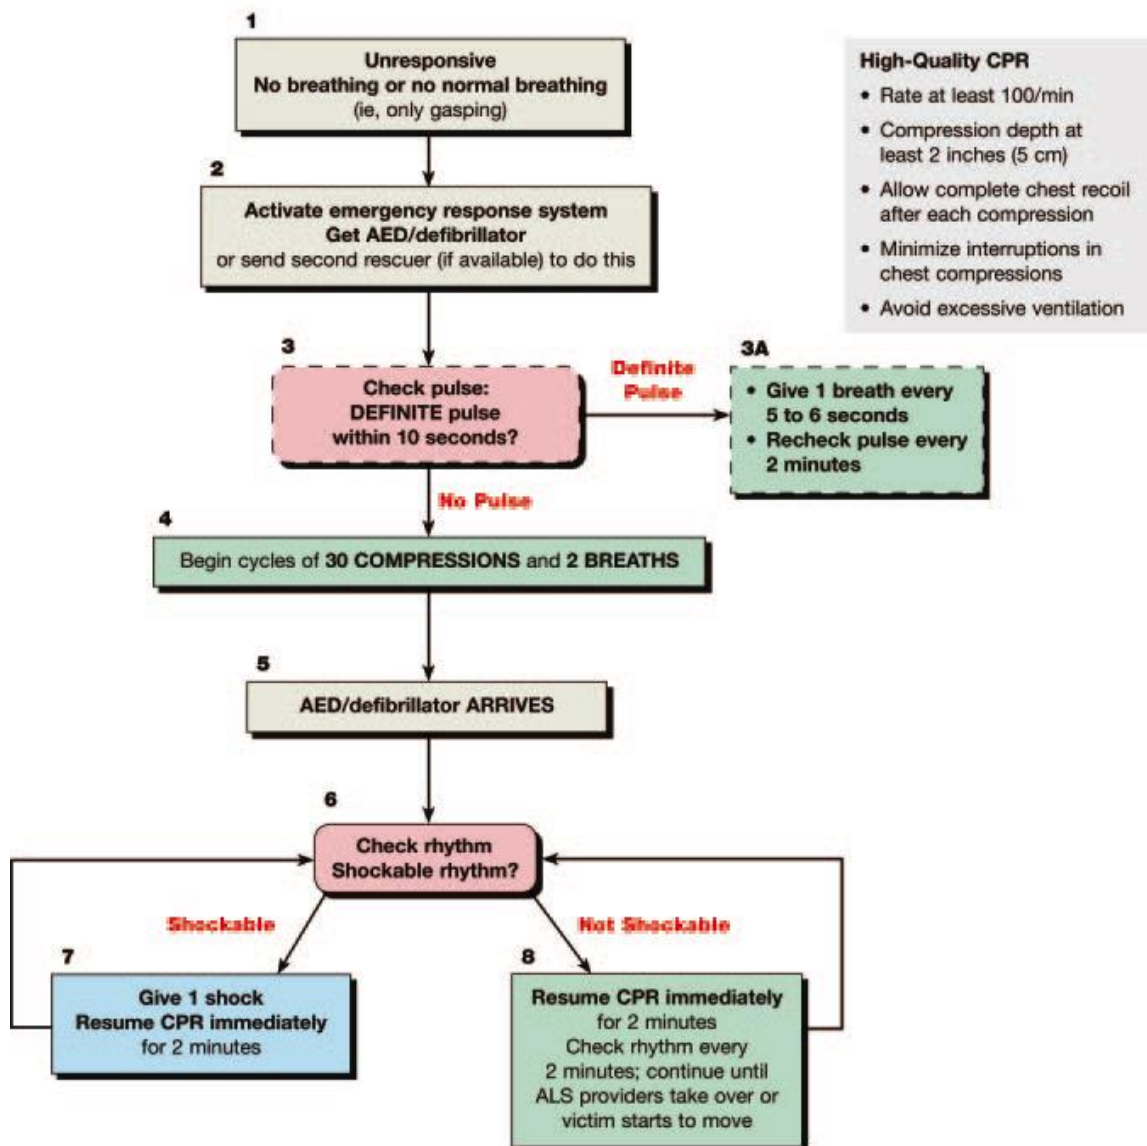 1
Unresponsive
No breathing or no normal breathing
(ie, only gasping)
2
Activate emergency response system
Get AED/defibrillator
or send second rescuer (if available) to do this
High-Quality CPR
• Rate at least 100/min
• Compression depth at
least 2 inches (5 cm)
• Allow complete chest recoil
after each compression
• Minimize interruptions in
chest compressions
• Avoid excessive ventilation
3
Check pulse:
DEFINITE pulse
within 10 seconds?
Definite
Pulse
3A
• Give 1 breath every
5 to 6 seconds
• Recheck pulse every
2 minutes
No Pulse
4
Begin cycles of 30 COMPRESSIONS and 2 BREATHS
5
AED/defibrillator ARRIVES
6
Check rhythm
Shockable rhythm?
Shockable
Not Shockable
7
Give 1 shock
Resume CPR immediately
for 2 minutes
8
Resume CPR immediately
for 2 minutes
Check rhythm every
2 minutes; continue until
ALS providers take over or
victim starts to move